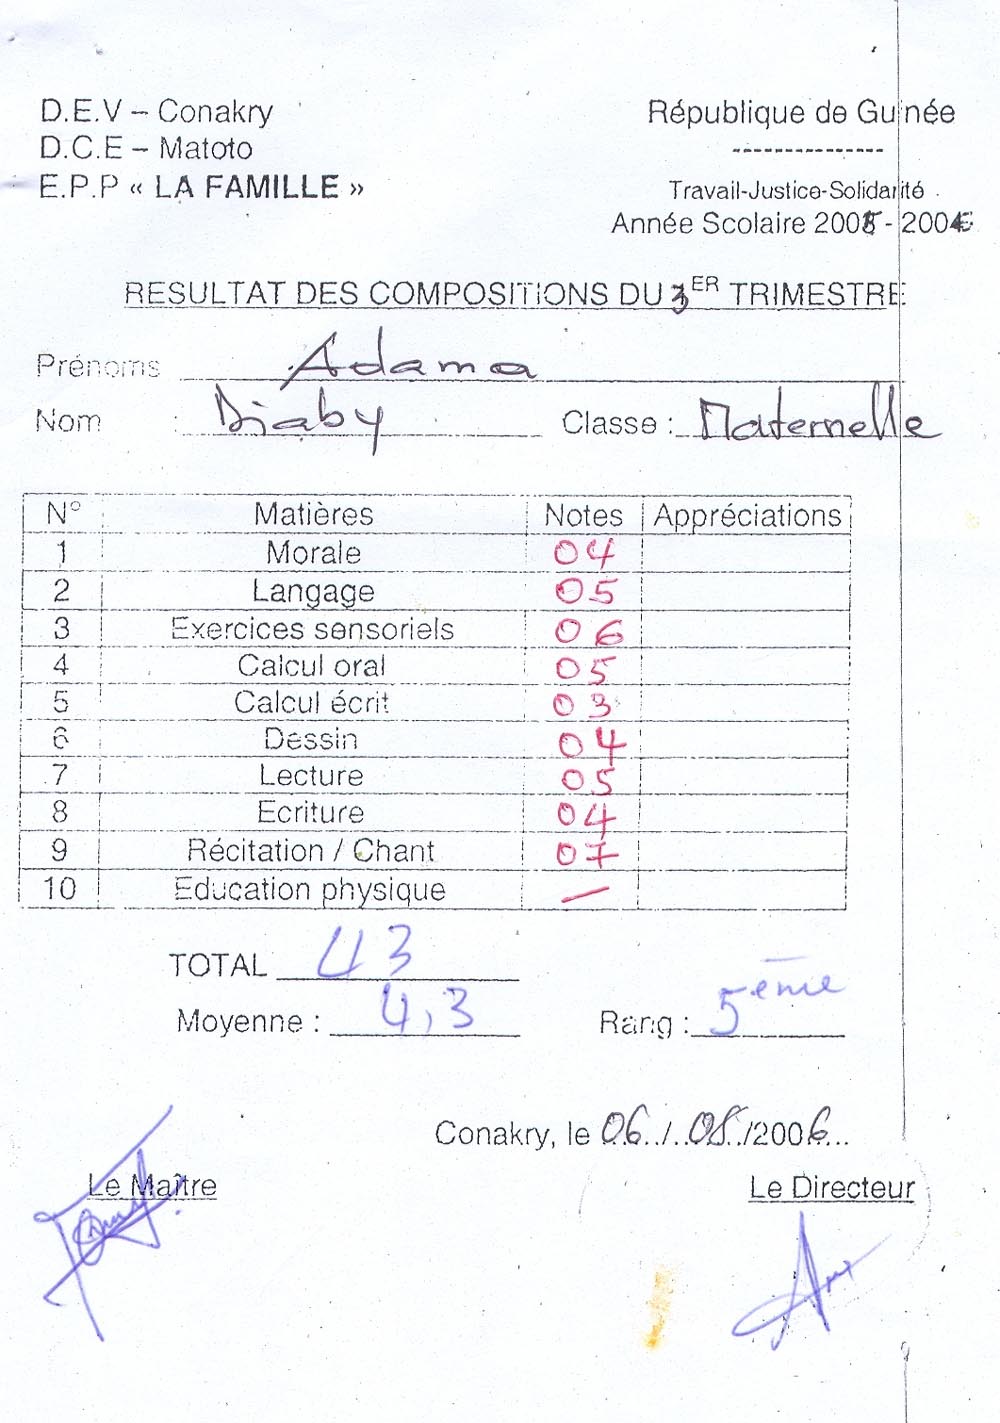 D.E.V – Conakry
République de Guinée
D.C.E – Matoto
---------------
E.P.P « LA FAMILLE »
Travail-Justice-Solidarité
Année Scolaire 2005 - 2006
RESULTAT DES COMPOSITIONS DU 3ER TRIMESTRE
Prénoms Adama
Nom : Diaby Classe : Maternelle
N° Matières Notes Appréciations
1 Morale 04
2 Langage 05
3 Exercices sensoriels 06
4 Calcul oral 05
5 Calcul écrit 03
6 Dessin 04
7 Lecture 05
8 Ecriture 04
9 Récitation / Chant 07
10 Education physique —
TOTAL 43
Moyenne : 4,3 Rang : 5ème
Conakry, le 06../..08../2006...
Le Maître Le Directeur